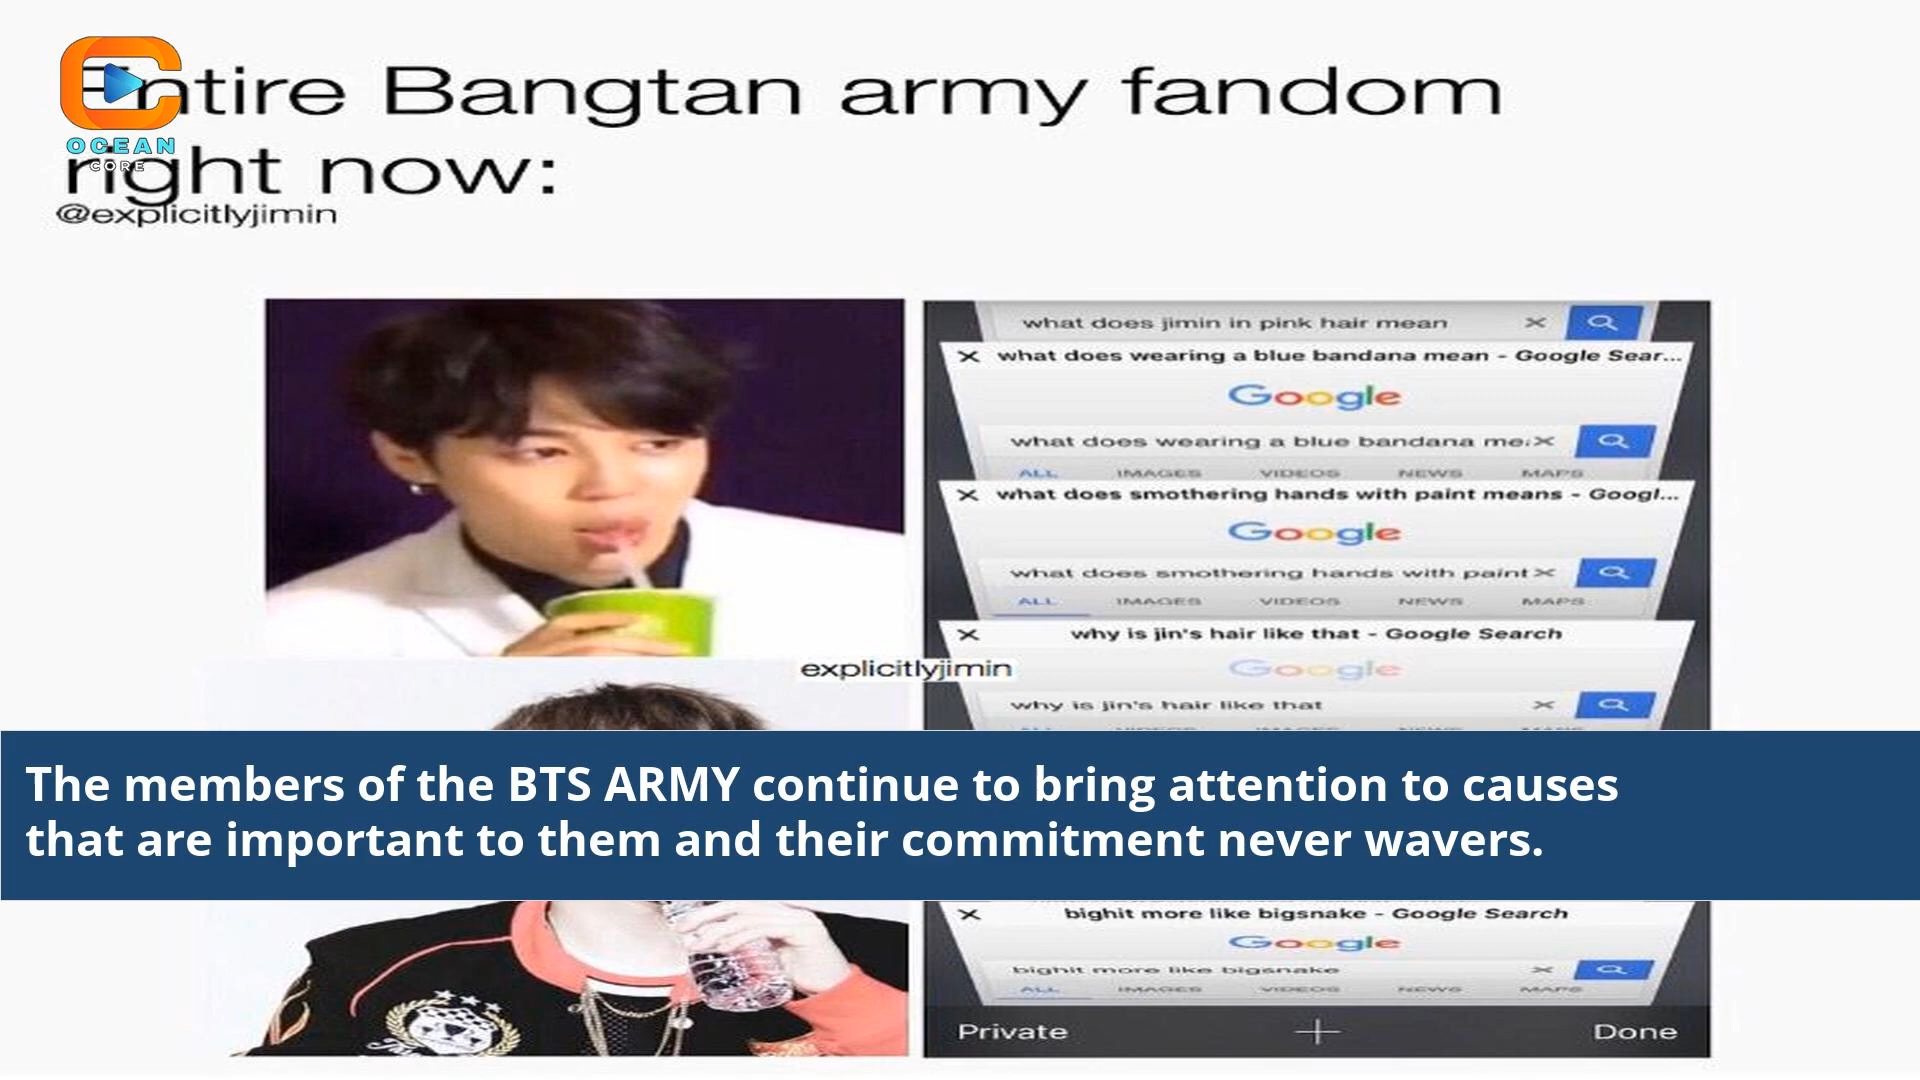 Entire Bangtan army fandom
right now:
@explicitlyjimin
OCEAN
CORE
what does jimin in pink hair mean
what does wearing a blue bandana mean - Google Sear...
Google
what does wearing a blue bandana me
ALL IMAGES VIDEOS NEWS MAPS
what does smothering hands with paint means - Googl...
Google
what does smothering hands with paint
ALL IMAGES VIDEOS NEWS MAPS
why is jin's hair like that - Google Search
Google
explicitlyjimin
why is jin's hair like that
The members of the BTS ARMY continue to bring attention to causes
that are important to them and their commitment never wavers.
bighit more like bigsnake - Google Search
Google
bighit more like bigsnake
ALL IMAGES VIDEOS NEWS MAPS
Private Done